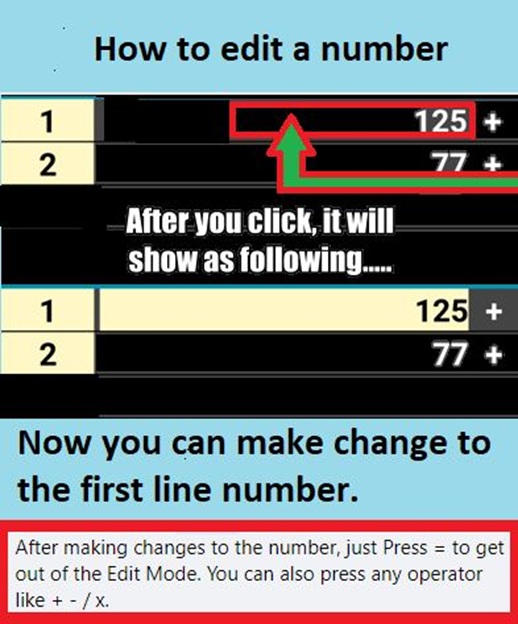 How to edit a number
1 125 +
2 77 +
After you click, it will
show as following.....
1 125 +
2 77 +
Now you can make change to
the first line number.
After making changes to the number, just Press = to get
out of the Edit Mode. You can also press any operator
like + - / x.